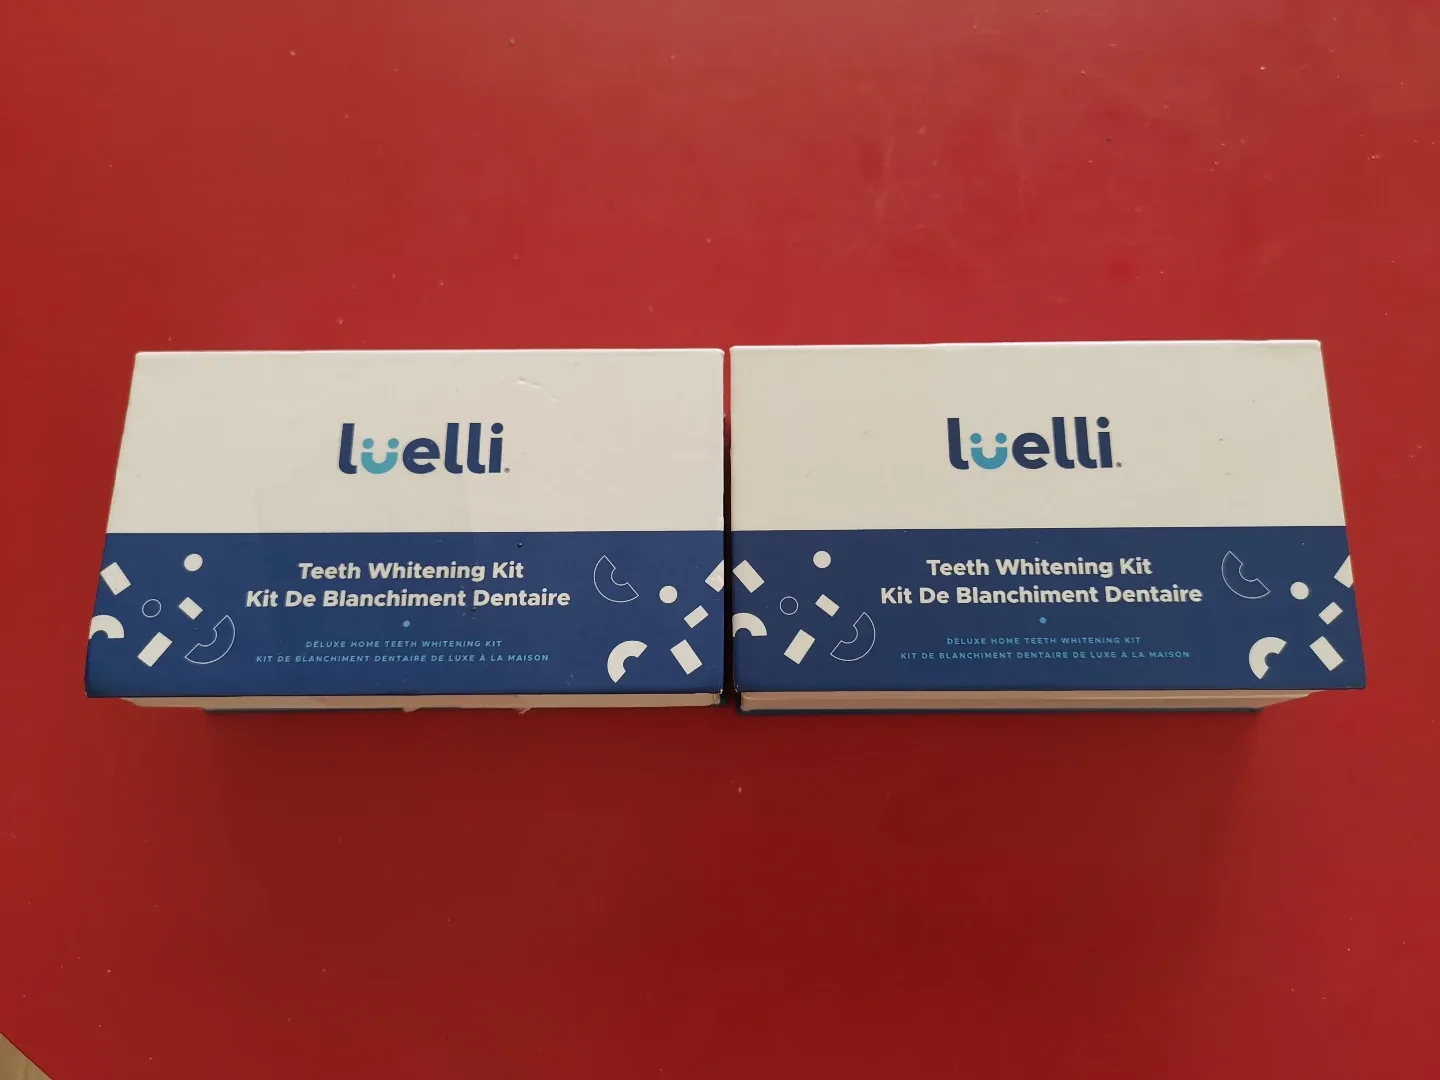 lüelli®
Teeth Whitening Kit
Kit De Blanchiment Dentaire
DELUXE HOME TEETH WHITENING KIT
KIT DE BLANCHIMENT DENTAIRE DE LUXE À LA MAISON
lüelli®
Teeth Whitening Kit
Kit De Blanchiment Dentaire
DELUXE HOME TEETH WHITENING KIT
KIT DE BLANCHIMENT DENTAIRE DE LUXE À LA MAISON